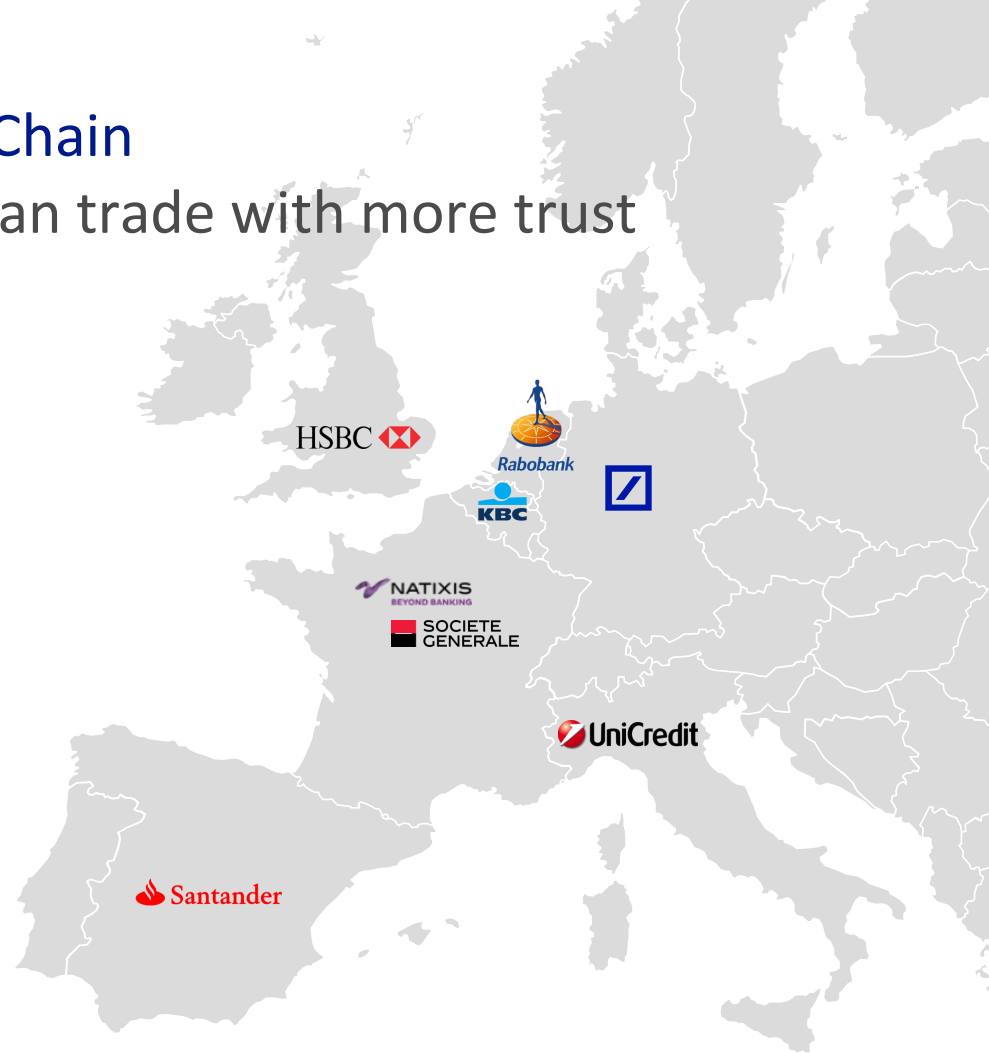 Chain
an trade with more trust
HSBC
Rabobank
KBC
NATIXIS
BEYOND BANKING
SOCIETE
GENERALE
UniCredit
Santander